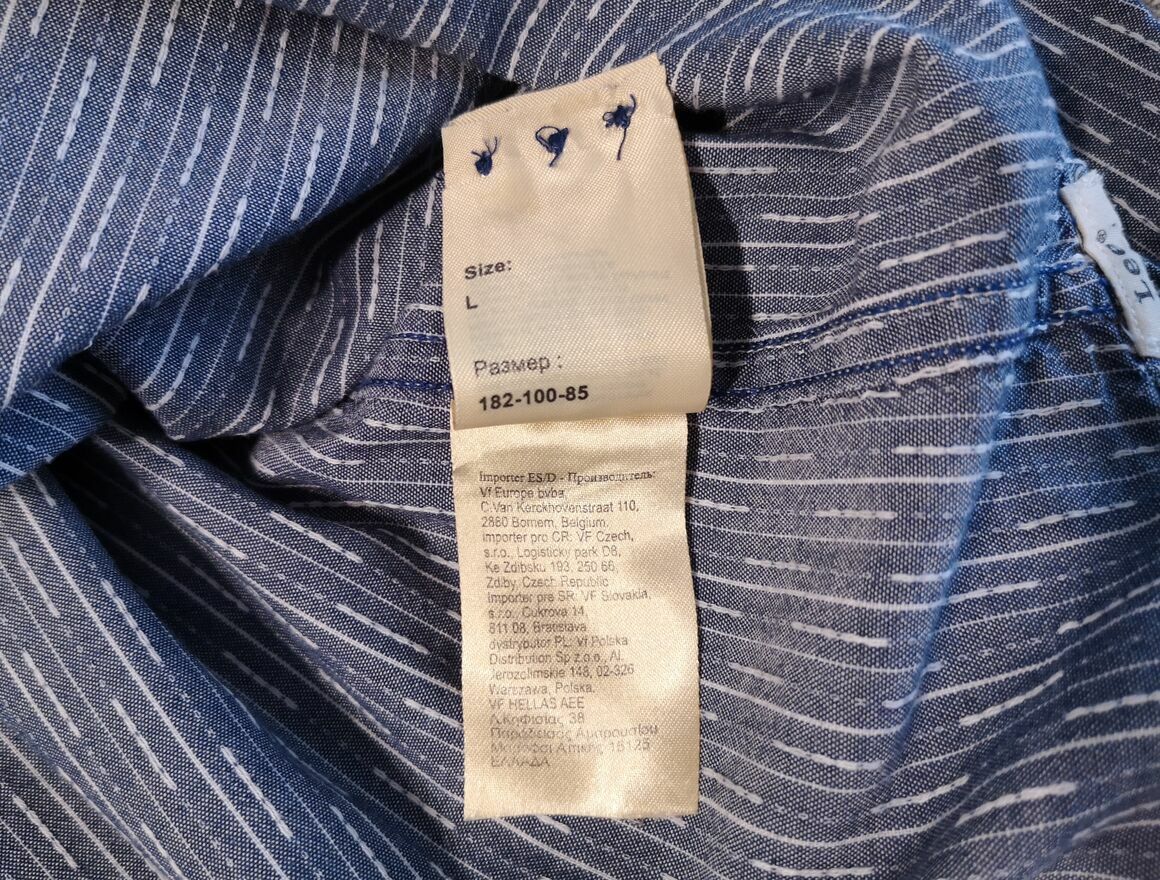 Size:
L
Размер :
182-100-85
Importer ES/D - Производитель:
Vf Europe bvba,
C.Van Kerckhovenstraat 110,
2880 Bornem, Belgium.
importer pro CR: VF Czech,
s.r.o., Logistický park D8,
Ke Zdibsku 193, 250 66,
Zdiby, Czech Republic
Importer pre SR: VF Slovakia,
s.r.o., Cukrova 14,
811 08, Bratislava
dystrybutor PL: Vf Polska
Distribution Sp z.o.o., Al.
Jerozolimskie 148, 02-326
Warszawa, Polska.
VF HELLAS AEE
Λ.Κηφισίας 38
Παράδεισος Αμαρουσίου
Μαρούσι Αττικής 15125
ΕΛΛΑΔΑ
Lee®